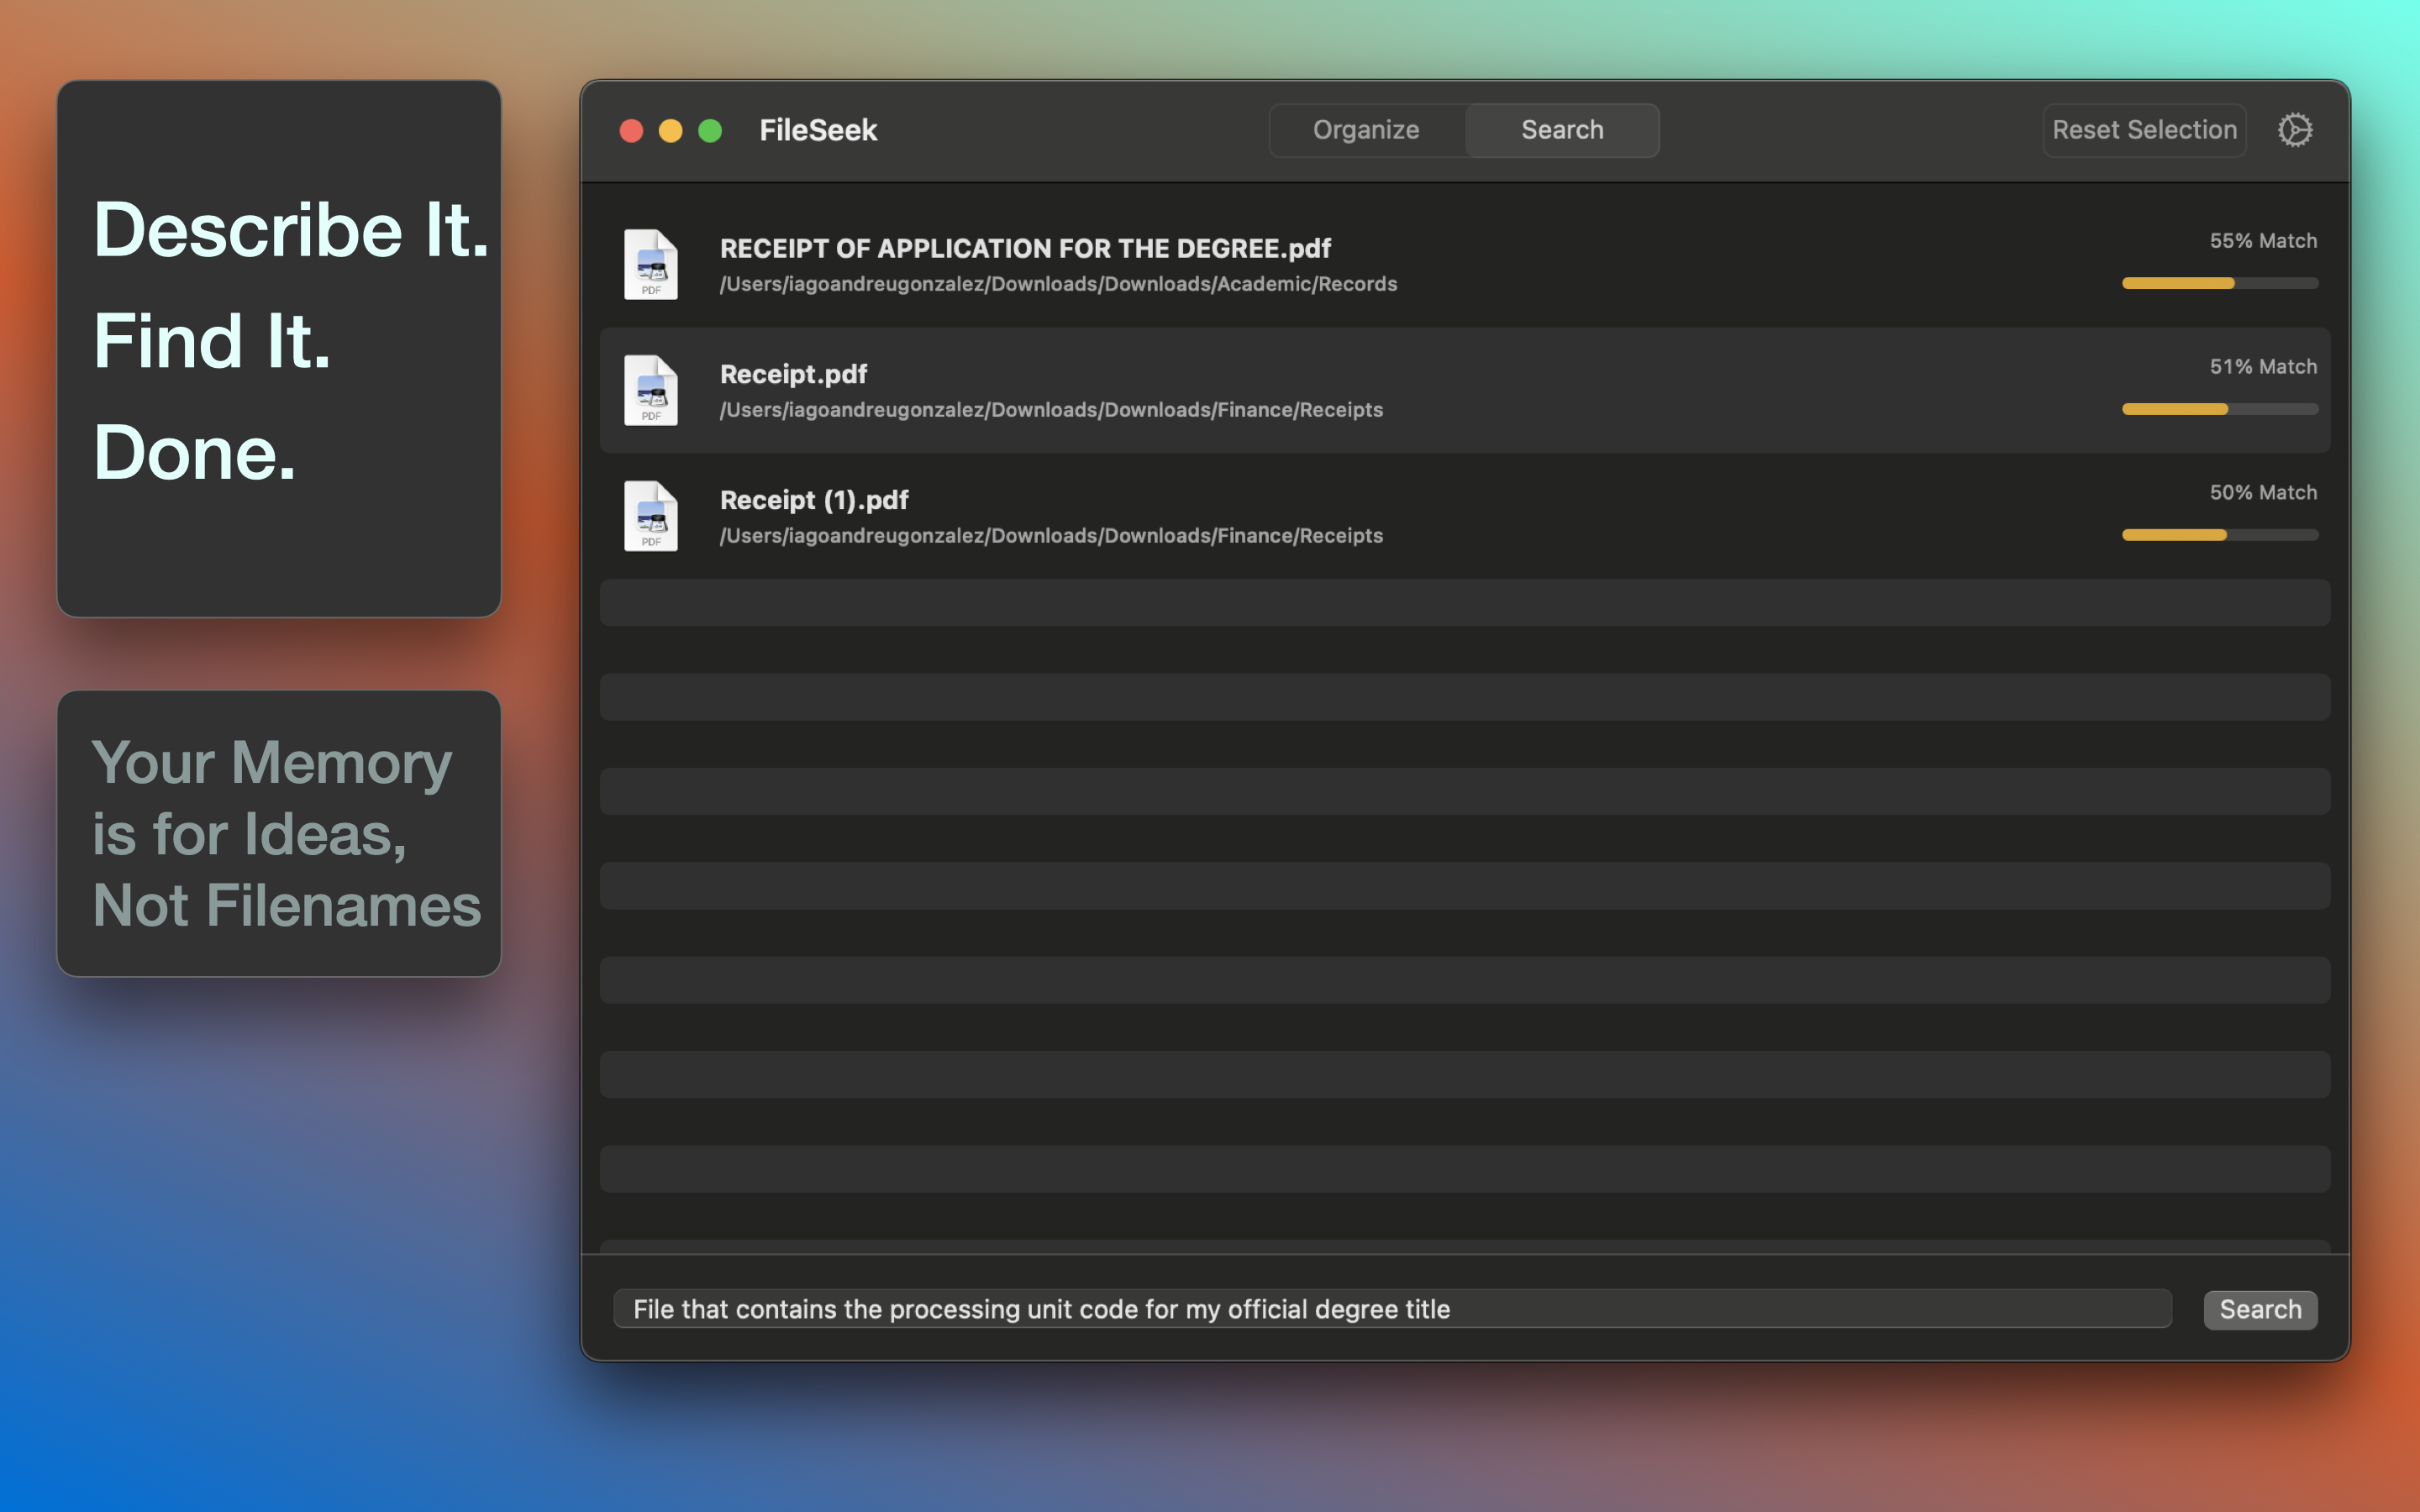 Describe It.
Find It.
Done.
Your Memory
is for Ideas,
Not Filenames
FileSeek
Organize
Search
Reset Selection
PDF
RECEIPT OF APPLICATION FOR THE DEGREE.pdf
/Users/iagoandreugonzalez/Downloads/Downloads/Academic/Records
55% Match
PDF
Receipt.pdf
/Users/iagoandreugonzalez/Downloads/Downloads/Finance/Receipts
51% Match
PDF
Receipt (1).pdf
/Users/iagoandreugonzalez/Downloads/Downloads/Finance/Receipts
50% Match
File that contains the processing unit code for my official degree title
Search